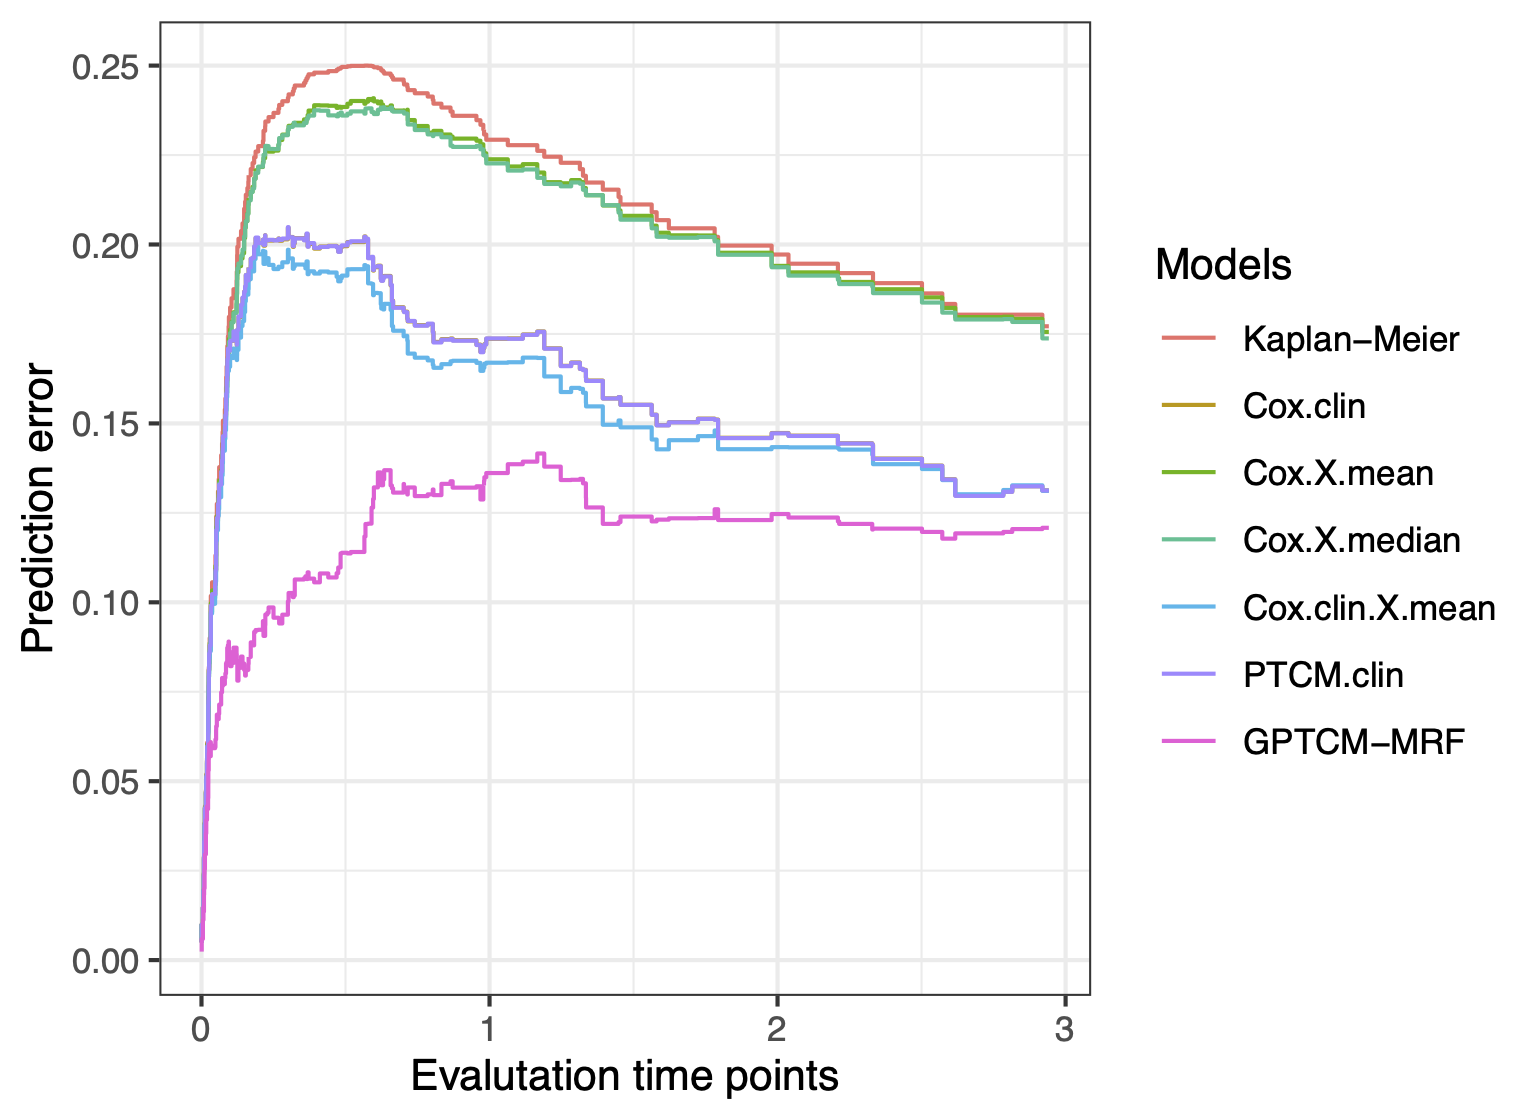 0.25
0.20
0.15
0.10
0.05
0.00
Prediction error
0
1
2
3
Evalutation time points
Models
Kaplan−Meier
Cox.clin
Cox.X.mean
Cox.X.median
Cox.clin.X.mean
PTCM.clin
GPTCM−MRF